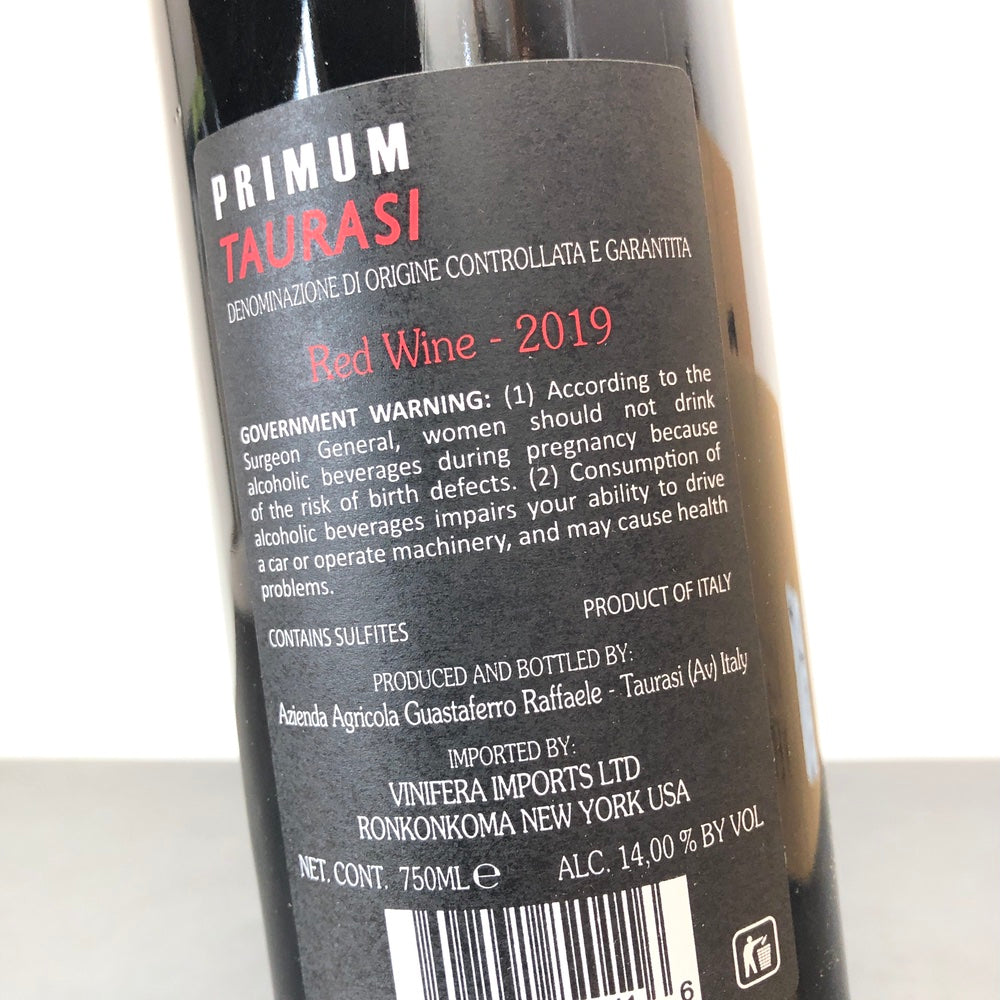 PRIMUM
TAURASI
DENOMINAZIONE DI ORIGINE CONTROLLATA E GARANTITA
Red Wine - 2019
GOVERNMENT WARNING: (1) According to the
Surgeon General, women should not drink
alcoholic beverages during pregnancy because
of the risk of birth defects. (2) Consumption of
alcoholic beverages impairs your ability to drive
a car or operate machinery, and may cause health
problems.
PRODUCT OF ITALY
CONTAINS SULFITES
PRODUCED AND BOTTLED BY:
Azienda Agricola Guastaferro Raffaele - Taurasi (Av) Italy
IMPORTED BY:
VINIFERA IMPORTS LTD
RONKONKOMA NEW YORK USA
NET. CONT. 750ML e
ALC. 14,00 % BY VOL
6